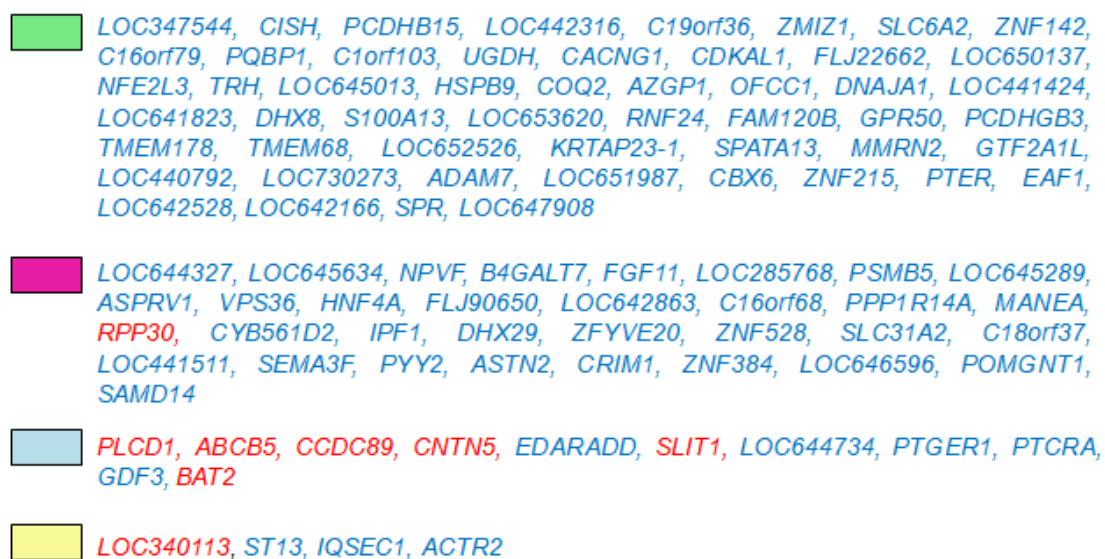 LOC347544, CISH, PCDHB15, LOC442316, C19orf36, ZMIZ1, SLC6A2, ZNF142,
C16orf79, PQBP1, C1orf103, UGDH, CACNG1, CDKAL1, FLJ22662, LOC650137,
NFE2L3, TRH, LOC645013, HSPB9, COQ2, AZGP1, OFCC1, DNAJA1, LOC441424,
LOC641823, DHX8, S100A13, LOC653620, RNF24, FAM120B, GPR50, PCDHGB3,
TMEM178, TMEM68, LOC652526, KRTAP23-1, SPATA13, MMRN2, GTF2A1L,
LOC440792, LOC730273, ADAM7, LOC651987, CBX6, ZNF215, PTER, EAF1,
LOC642528, LOC642166, SPR, LOC647908
LOC644327, LOC645634, NPVF, B4GALT7, FGF11, LOC285768, PSMB5, LOC645289,
ASPRV1, VPS36, HNF4A, FLJ90650, LOC642863, C16orf68, PPP1R14A, MANEA,
RPP30, CYB561D2, IPF1, DHX29, ZFYVE20, ZNF528, SLC31A2, C18orf37,
LOC441511, SEMA3F, PYY2, ASTN2, CRIM1, ZNF384, LOC646596, POMGNT1,
SAMD14
PLCD1, ABCB5, CCDC89, CNTN5, EDARADD, SLIT1, LOC644734, PTGER1, PTCRA,
GDF3, BAT2
LOC340113, ST13, IQSEC1, ACTR2